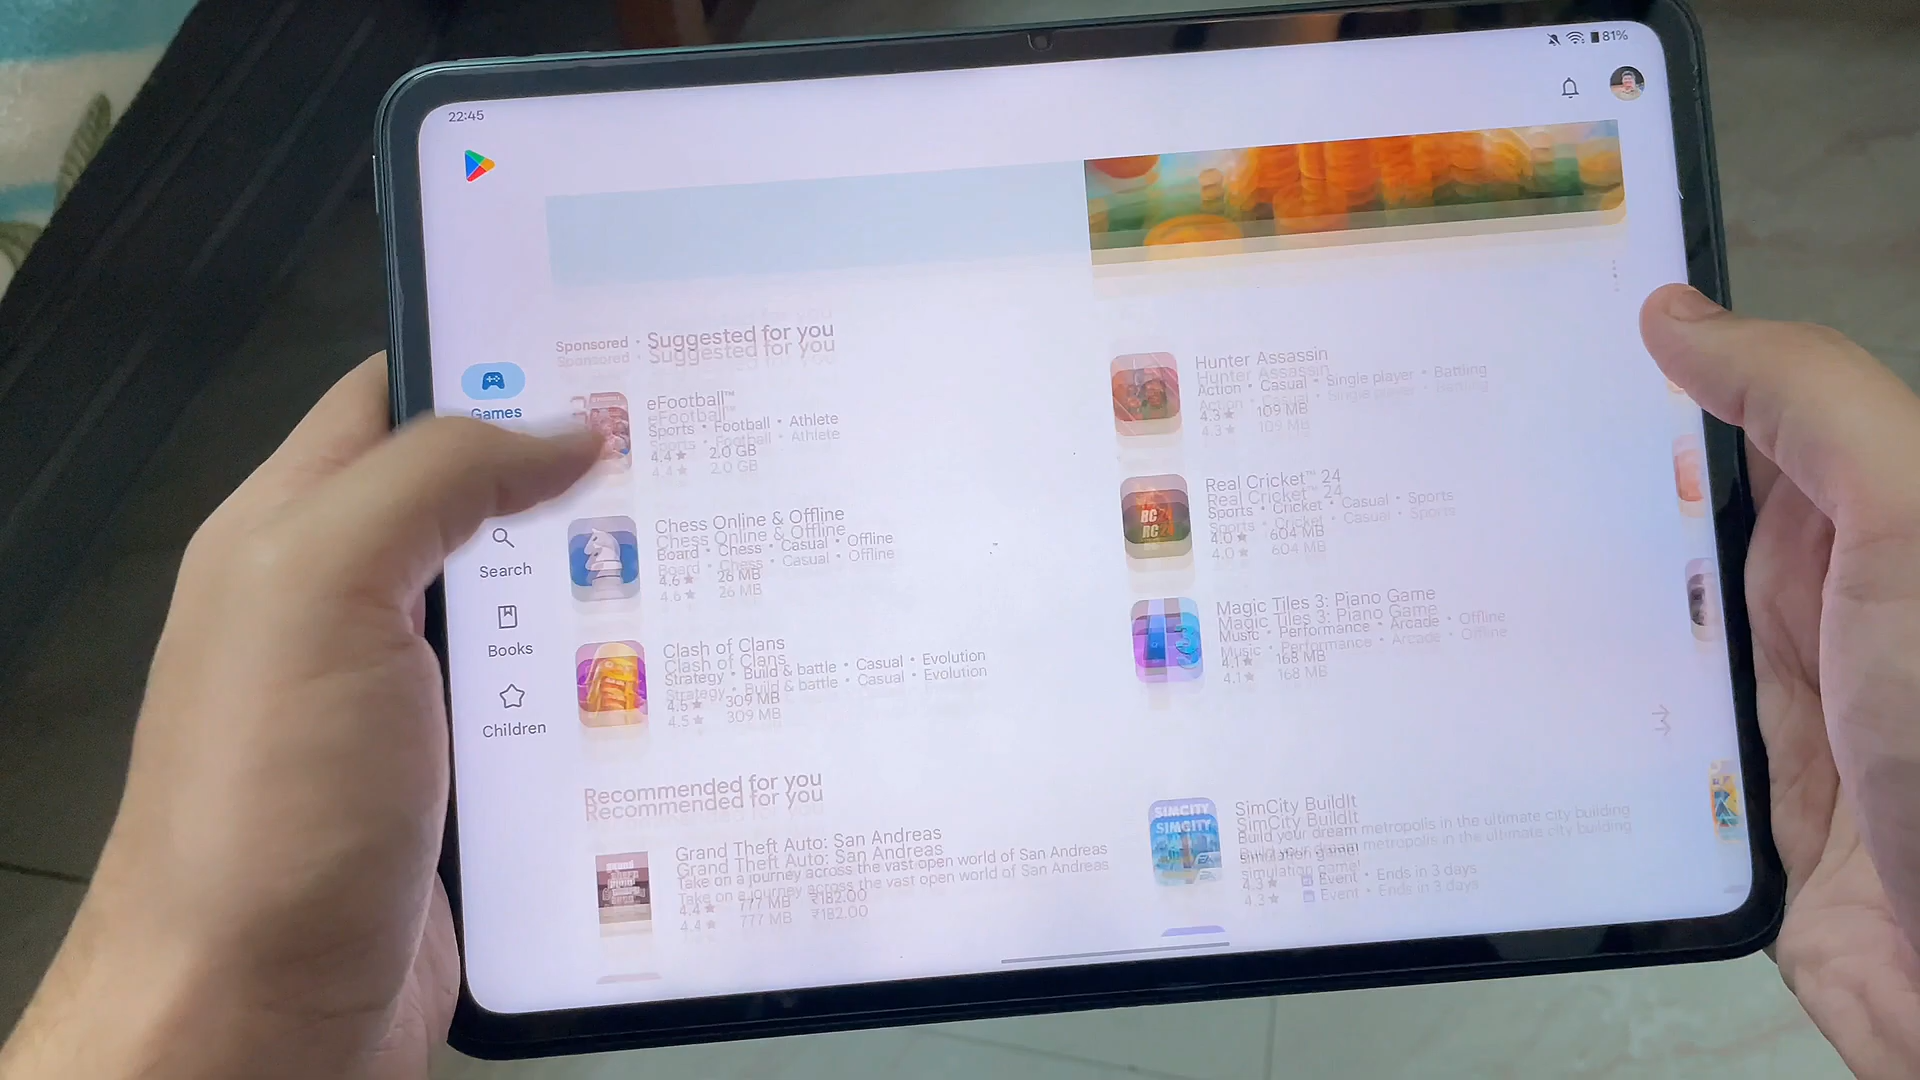 22:45
81%
Sponsored • Suggested for you
Games
eFootball™
Sports • Football • Athlete
4.4★ 2.0 GB
Chess Online & Offline
Board • Chess • Casual • Offline
4.6★ 26 MB
Clash of Clans
Strategy • Build & battle • Casual • Evolution
4.5★ 309 MB
Hunter Assassin
Action • Casual • Single player • Battling
4.3★ 109 MB
Real Cricket™ 24
Sports • Cricket • Casual • Sports
4.0★ 604 MB
RC
Magic Tiles 3: Piano Game
Music • Performance • Arcade • Offline
4.1★ 168 MB
3
Search
Books
Children
Recommended for you
Grand Theft Auto: San Andreas
Take on a journey across the vast open world of San Andreas
4.4★ 777 MB ₹182.00
SIMCITY
SimCity BuildIt
Build your dream metropolis in the ultimate city building
simulation game!
4.3★ Event • Ends in 3 days